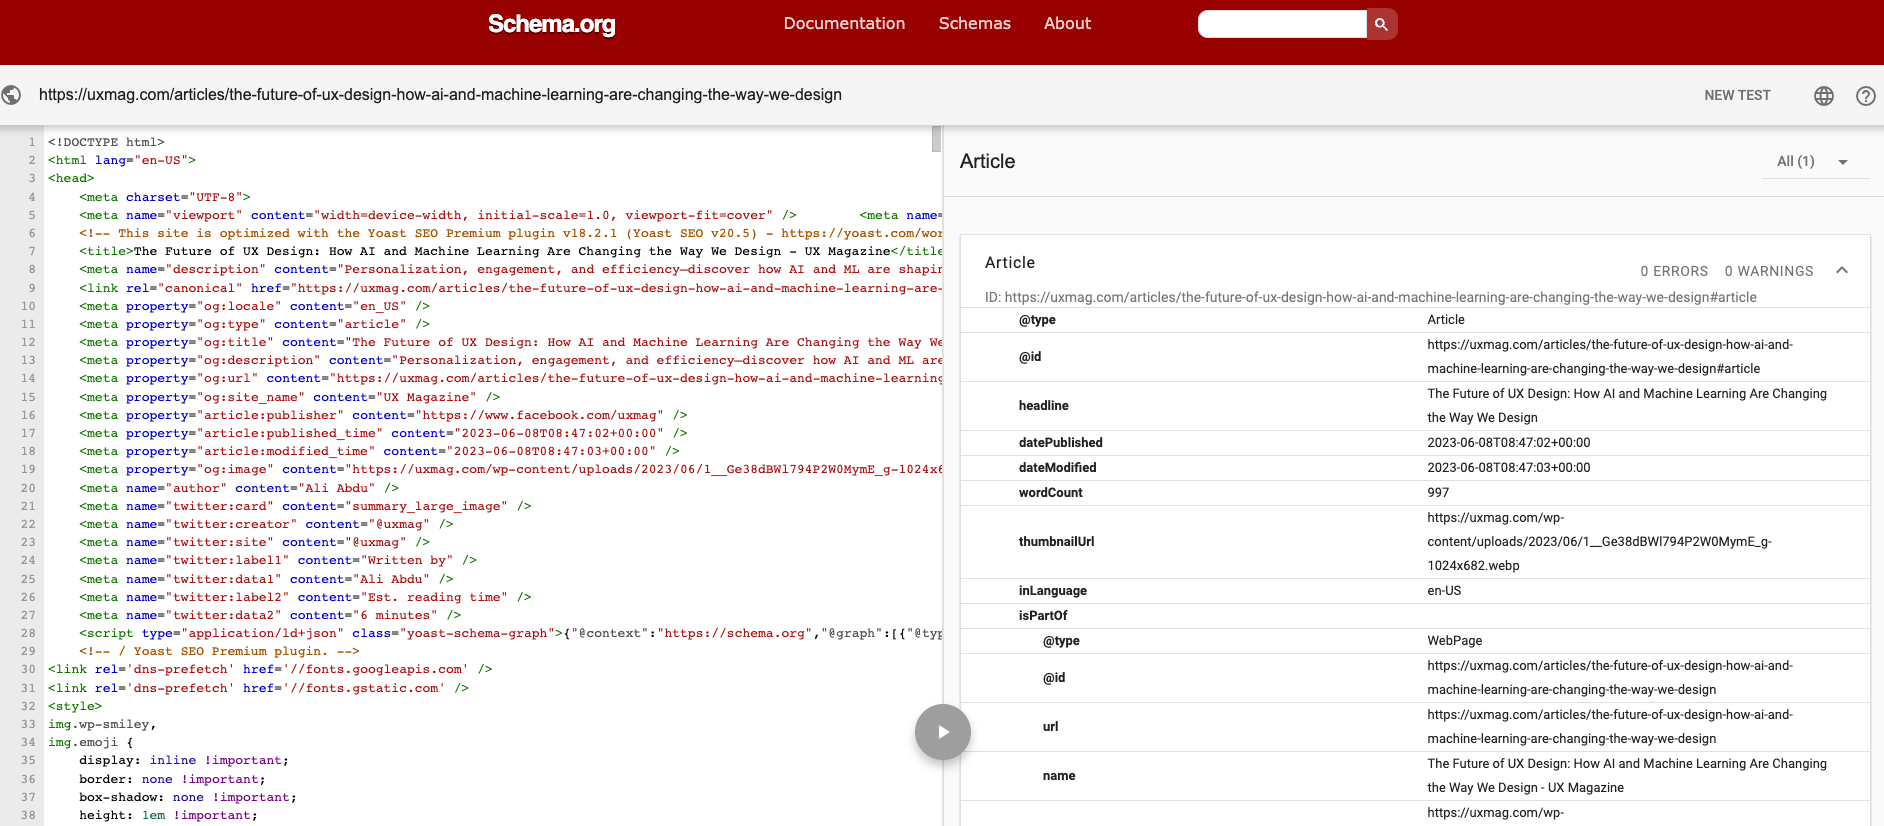 Schema.org
Documentation Schemas About
https://uxmag.com/articles/the-future-of-ux-design-how-ai-and-machine-learning-are-changing-the-way-we-design
NEW TEST
1 <!DOCTYPE html>
2 <html lang="en-US">
3 <head>
4 <meta charset="UTF-8">
5 <meta name="viewport" content="width=device-width, initial-scale=1.0, viewport-fit=cover" /> <meta name=
6 <!-- This site is optimized with the Yoast SEO Premium plugin v18.2.1 (Yoast SEO v20.5) - https://yoast.com/wor
7 <title>The Future of UX Design: How AI and Machine Learning Are Changing the Way We Design - UX Magazine</title
8 <meta name="description" content="Personalization, engagement, and efficiency—discover how AI and ML are shapin
9 <link rel="canonical" href="https://uxmag.com/articles/the-future-of-ux-design-how-ai-and-machine-learning-are-
10 <meta property="og:locale" content="en_US" />
11 <meta property="og:type" content="article" />
12 <meta property="og:title" content="The Future of UX Design: How AI and Machine Learning Are Changing the Way We
13 <meta property="og:description" content="Personalization, engagement, and efficiency—discover how AI and ML are
14 <meta property="og:url" content="https://uxmag.com/articles/the-future-of-ux-design-how-ai-and-machine-learning
15 <meta property="og:site_name" content="UX Magazine" />
16 <meta property="article:publisher" content="https://www.facebook.com/uxmag" />
17 <meta property="article:published_time" content="2023-06-08T08:47:02+00:00" />
18 <meta property="article:modified_time" content="2023-06-08T08:47:03+00:00" />
19 <meta property="og:image" content="https://uxmag.com/wp-content/uploads/2023/06/1__Ge38dBWl794P2W0MymE_g-1024x6
20 <meta name="author" content="Ali Abdu" />
21 <meta name="twitter:card" content="summary_large_image" />
22 <meta name="twitter:creator" content="@uxmag" />
23 <meta name="twitter:site" content="@uxmag" />
24 <meta name="twitter:label1" content="Written by" />
25 <meta name="twitter:data1" content="Ali Abdu" />
26 <meta name="twitter:label2" content="Est. reading time" />
27 <meta name="twitter:data2" content="6 minutes" />
28 <script type="application/ld+json" class="yoast-schema-graph">{"@context":"https://schema.org","@graph":[{"@typ
29 <!-- / Yoast SEO Premium plugin. -->
30 <link rel='dns-prefetch' href='//fonts.googleapis.com' />
31 <link rel='dns-prefetch' href='//fonts.gstatic.com' />
32 <style>
33 img.wp-smiley,
34 img.emoji {
35 display: inline !important;
36 border: none !important;
37 box-shadow: none !important;
38 height: 1em !important;
Article
All (1)
Article
0 ERRORS 0 WARNINGS
ID: https://uxmag.com/articles/the-future-of-ux-design-how-ai-and-machine-learning-are-changing-the-way-we-design#article
@type Article
@id https://uxmag.com/articles/the-future-of-ux-design-how-ai-and-
machine-learning-are-changing-the-way-we-design#article
headline The Future of UX Design: How AI and Machine Learning Are Changing
the Way We Design
datePublished 2023-06-08T08:47:02+00:00
dateModified 2023-06-08T08:47:03+00:00
wordCount 997
thumbnailUrl https://uxmag.com/wp-
content/uploads/2023/06/1__Ge38dBWl794P2W0MymE_g-
1024x682.webp
inLanguage en-US
isPartOf
@type WebPage
@id https://uxmag.com/articles/the-future-of-ux-design-how-ai-and-
machine-learning-are-changing-the-way-we-design
url https://uxmag.com/articles/the-future-of-ux-design-how-ai-and-
machine-learning-are-changing-the-way-we-design
name The Future of UX Design: How AI and Machine Learning Are Changing
the Way We Design - UX Magazine
https://uxmag.com/wp-